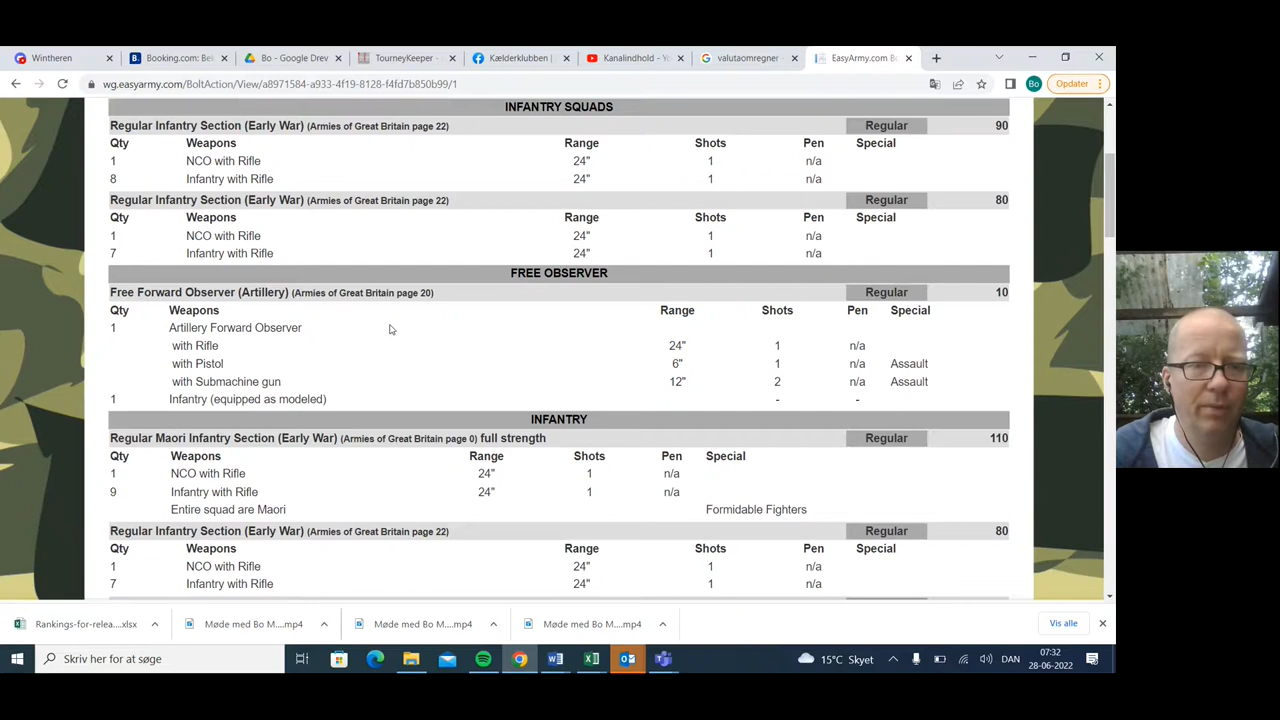 Wintheren
Booking.com: Bek
Bo - Google Drev
TourneyKeeper -
Kælderklubben |
Kanalindhold - Yo
valutaomregner -
EasyArmy.com Bo
wg.easyarmy.com/BoltAction/View/a8971584-a933-4f19-8128-f4fd7b850b99/1
Bo
Opdater
INFANTRY SQUADS
Regular Infantry Section (Early War) (Armies of Great Britain page 22) Regular 90
Qty Weapons Range Shots Pen Special
1 NCO with Rifle 24" 1 n/a
8 Infantry with Rifle 24" 1 n/a
Regular Infantry Section (Early War) (Armies of Great Britain page 22) Regular 80
Qty Weapons Range Shots Pen Special
1 NCO with Rifle 24" 1 n/a
7 Infantry with Rifle 24" 1 n/a
FREE OBSERVER
Free Forward Observer (Artillery) (Armies of Great Britain page 20) Regular 10
Qty Weapons Range Shots Pen Special
1 Artillery Forward Observer
with Rifle 24" 1 n/a
with Pistol 6" 1 n/a Assault
with Submachine gun 12" 2 n/a Assault
1 Infantry (equipped as modeled) - -
INFANTRY
Regular Maori Infantry Section (Early War) (Armies of Great Britain page 0) full strength Regular 110
Qty Weapons Range Shots Pen Special
1 NCO with Rifle 24" 1 n/a
9 Infantry with Rifle 24" 1 n/a
Entire squad are Maori Formidable Fighters
Regular Infantry Section (Early War) (Armies of Great Britain page 22) Regular 80
Qty Weapons Range Shots Pen Special
1 NCO with Rifle 24" 1 n/a
7 Infantry with Rifle 24" 1 n/a
Rankings-for-relea....xlsx
Møde med Bo M....mp4
Møde med Bo M....mp4
Møde med Bo M....mp4
Vis alle
Skriv her for at søge
15°C Skyet
DAN
07:32
28-06-2022